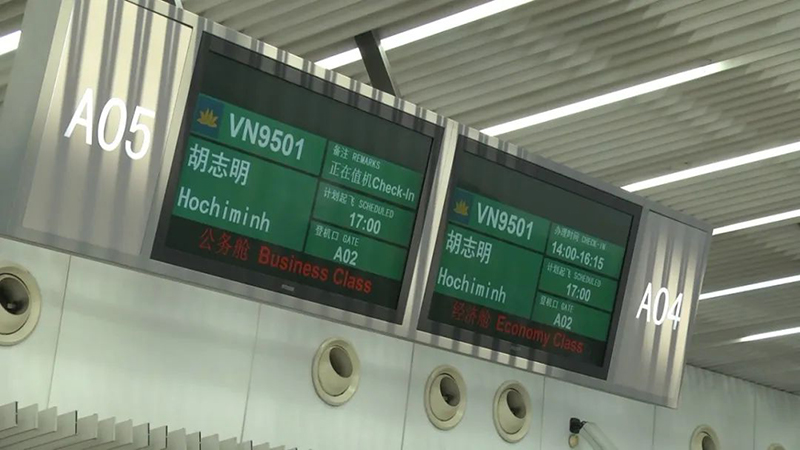 A05
VN9501
胡志明
Hochiminh
备注 REMARKS
正在值机Check-In
计划起飞 SCHEDULED
17:00
登机口 GATE
A02
公务舱 Business Class
VN9501
胡志明
Hochiminh
办理时间 CHECK-IN
14:00-16:15
计划起飞 SCHEDULED
17:00
登机口 GATE
A02
经济舱 Economy Class
A04